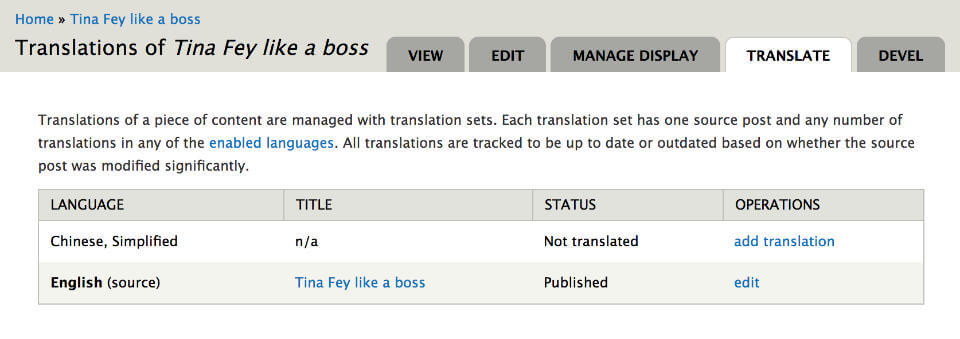 Home » Tina Fey like a boss
Translations of Tina Fey like a boss
VIEW EDIT MANAGE DISPLAY TRANSLATE DEVEL
Translations of a piece of content are managed with translation sets. Each translation set has one source post and any number of
translations in any of the enabled languages. All translations are tracked to be up to date or outdated based on whether the source
post was modified significantly.
LANGUAGE TITLE STATUS OPERATIONS
Chinese, Simplified n/a Not translated add translation
English (source) Tina Fey like a boss Published edit